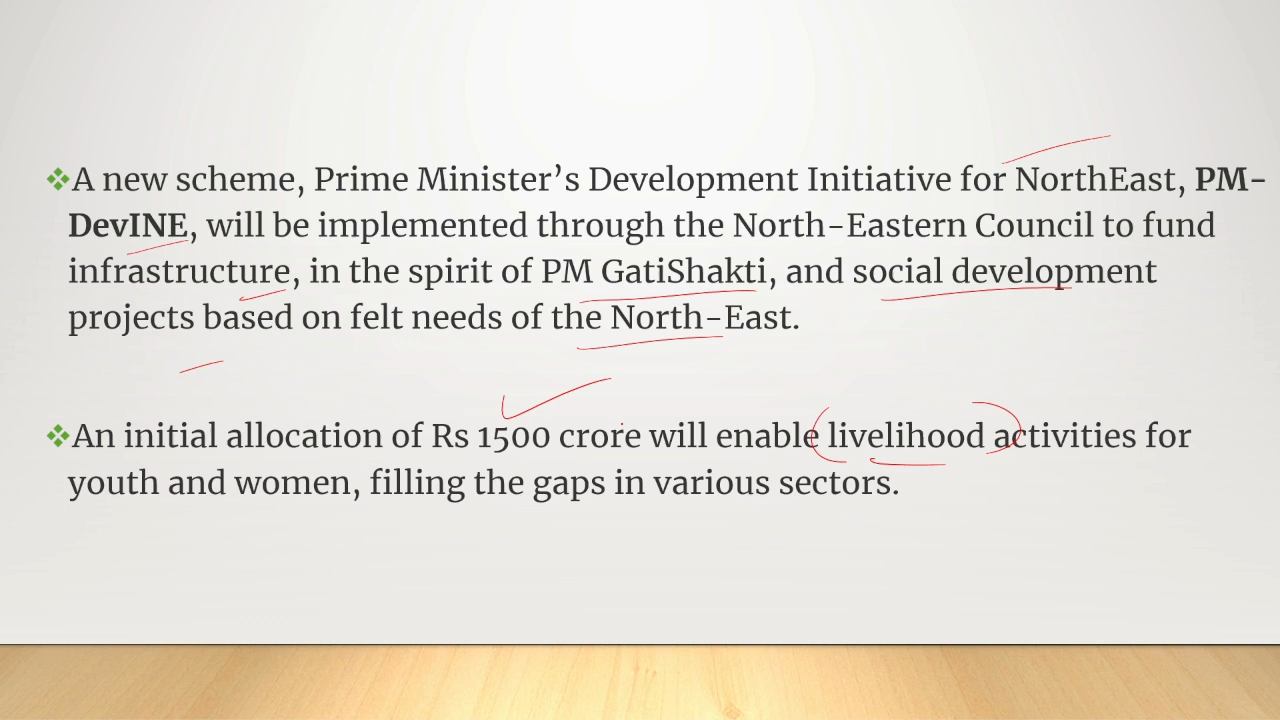 ❖A new scheme, Prime Minister’s Development Initiative for NorthEast, PM-
DevINE, will be implemented through the North-Eastern Council to fund
infrastructure, in the spirit of PM GatiShakti, and social development
projects based on felt needs of the North-East.
❖An initial allocation of Rs 1500 crore will enable livelihood activities for
youth and women, filling the gaps in various sectors.